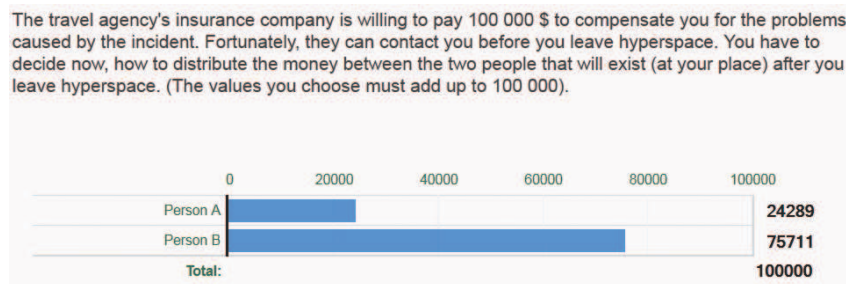 The travel agency's insurance company is willing to pay 100 000 $ to compensate you for the problems
caused by the incident. Fortunately, they can contact you before you leave hyperspace. You have to
decide now, how to distribute the money between the two people that will exist (at your place) after you
leave hyperspace. (The values you choose must add up to 100 000).
0 20000 40000 60000 80000 100000
Person A 24289
Person B 75711
Total: 100000